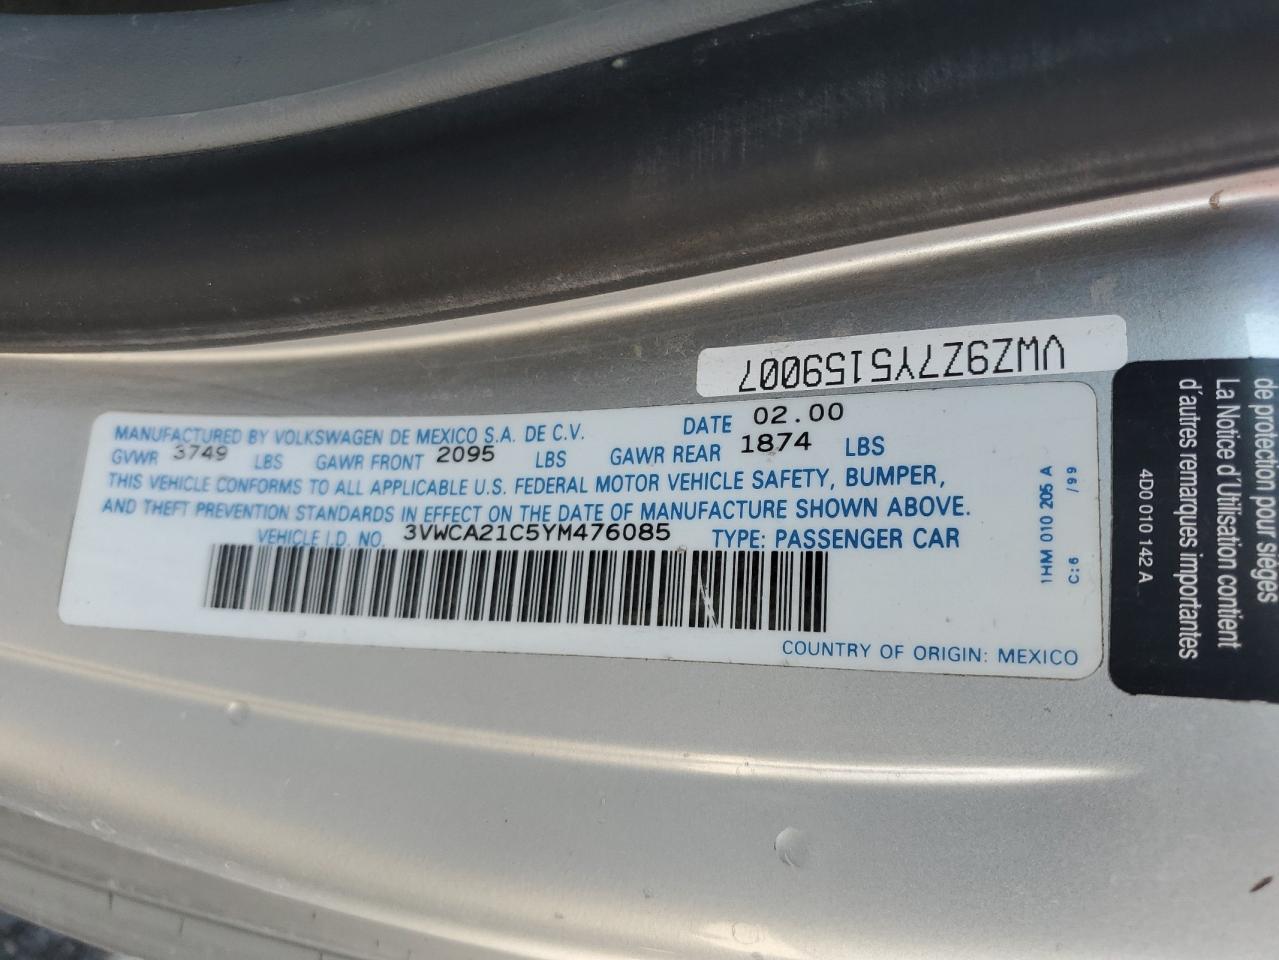 VWZ9Z7Y5159007
MANUFACTURED BY VOLKSWAGEN DE MEXICO S.A. DE C.V. DATE 02.00
GVWR 3749 LBS GAWR FRONT 2095 LBS GAWR REAR 1874 LBS
THIS VEHICLE CONFORMS TO ALL APPLICABLE U.S. FEDERAL MOTOR VEHICLE SAFETY, BUMPER,
AND THEFT PREVENTION STANDARDS IN EFFECT ON THE DATE OF MANUFACTURE SHOWN ABOVE.
VEHICLE I.D. NO. 3VWCA21C5YM476085 TYPE: PASSENGER CAR
COUNTRY OF ORIGIN: MEXICO
1HM 010 205 A
C:6 /99
de protection pour sièges
La Notice d'Utilisation contient
d'autres remarques importantes
4D0 010 142 A